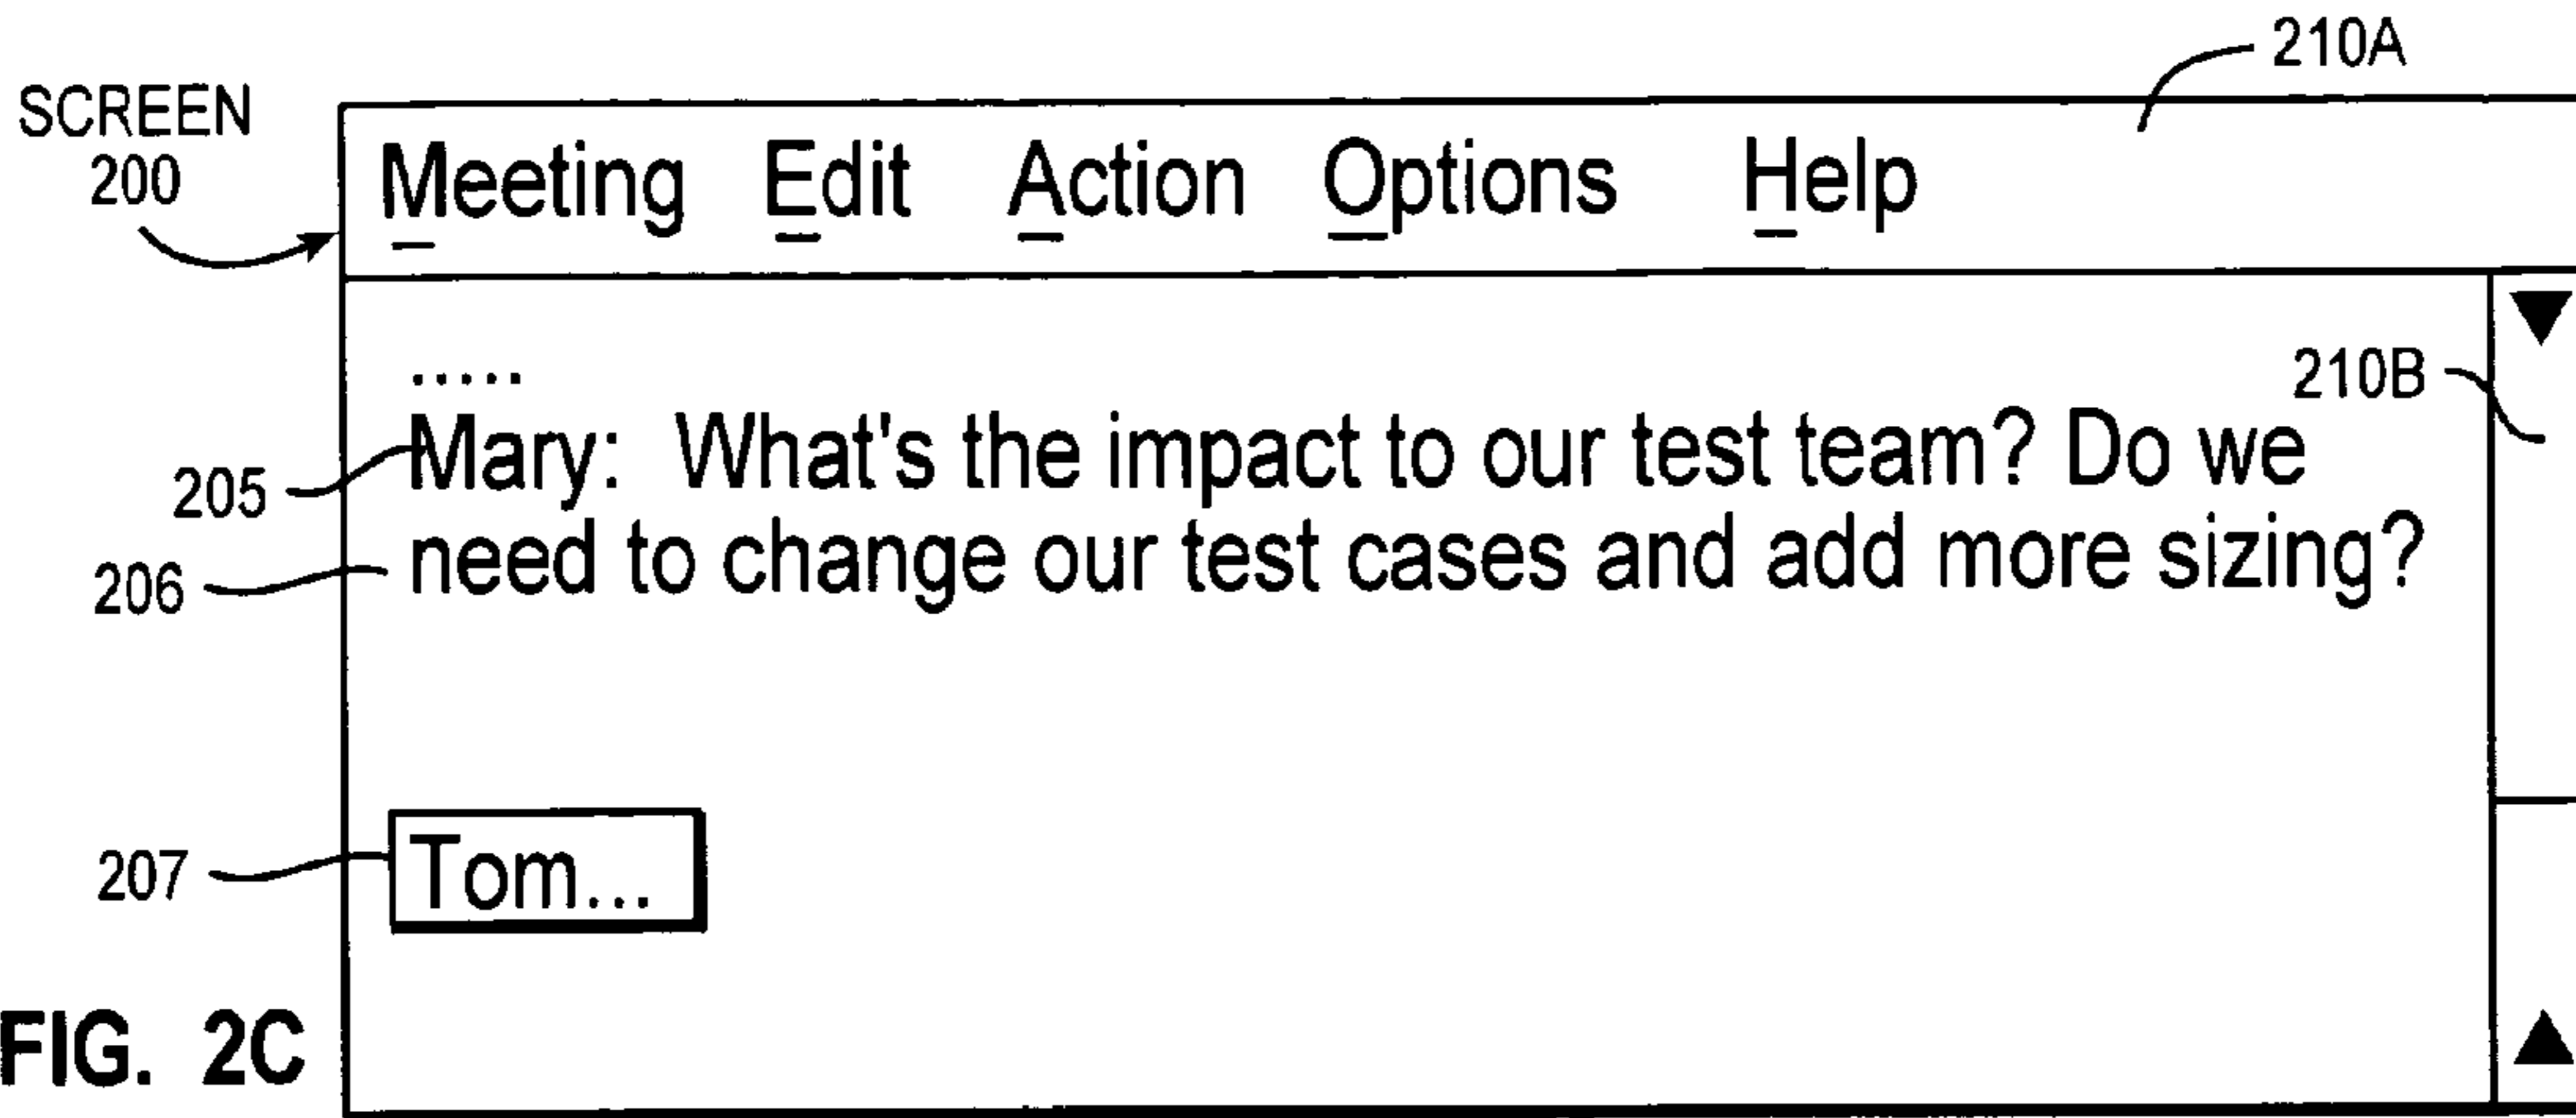 210A
SCREEN
200
Meeting Edit Action Options Help
.....
210B
Mary: What's the impact to our test team? Do we
205
need to change our test cases and add more sizing?
206
Tom...
207
FIG. 2C